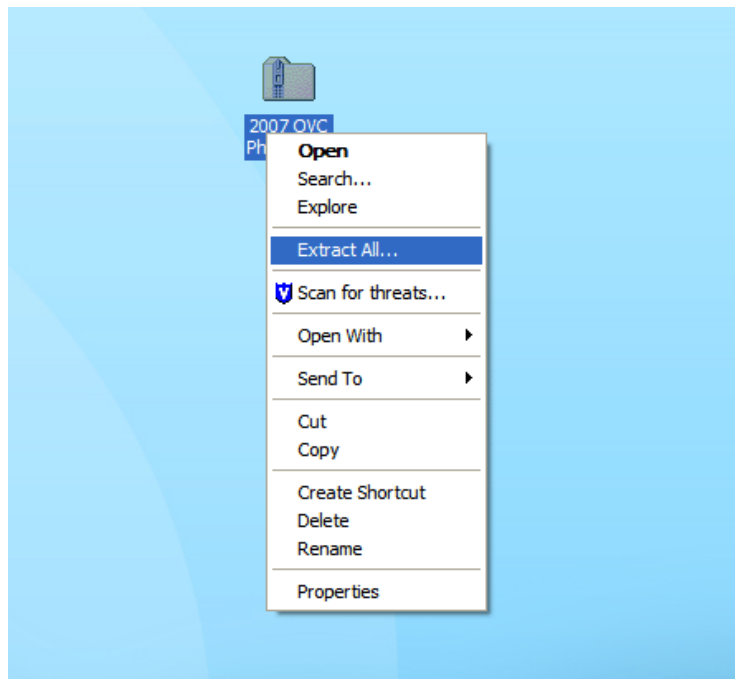 2007 OVC
Ph
Open
Search...
Explore
Extract All...
Scan for threats...
Open With
Send To
Cut
Copy
Create Shortcut
Delete
Rename
Properties